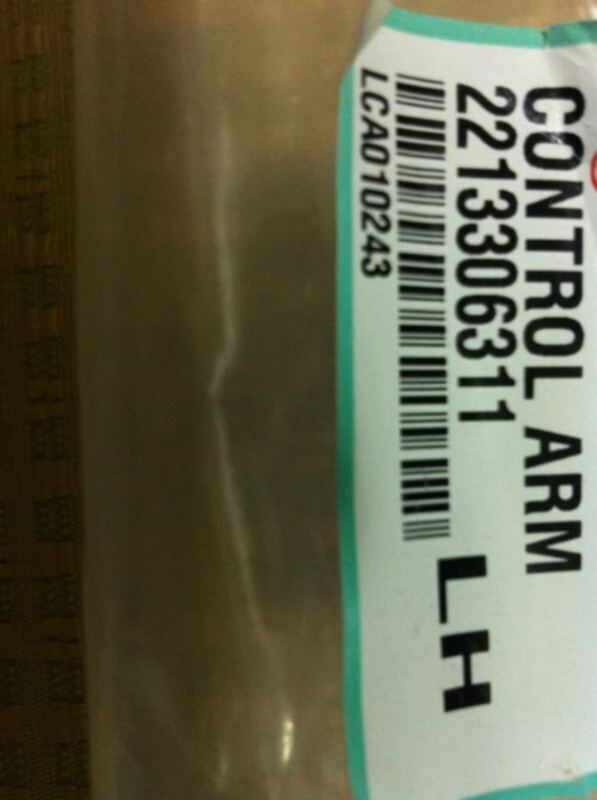 CONTROL ARM
2213306311
LH
LCA010243